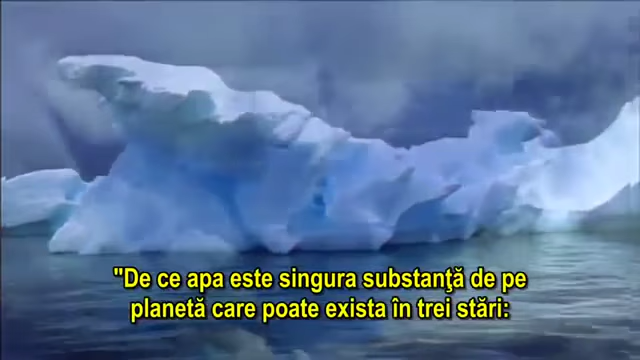 "De ce apa este singura substanţă de pe
planetă care poate exista în trei stări: